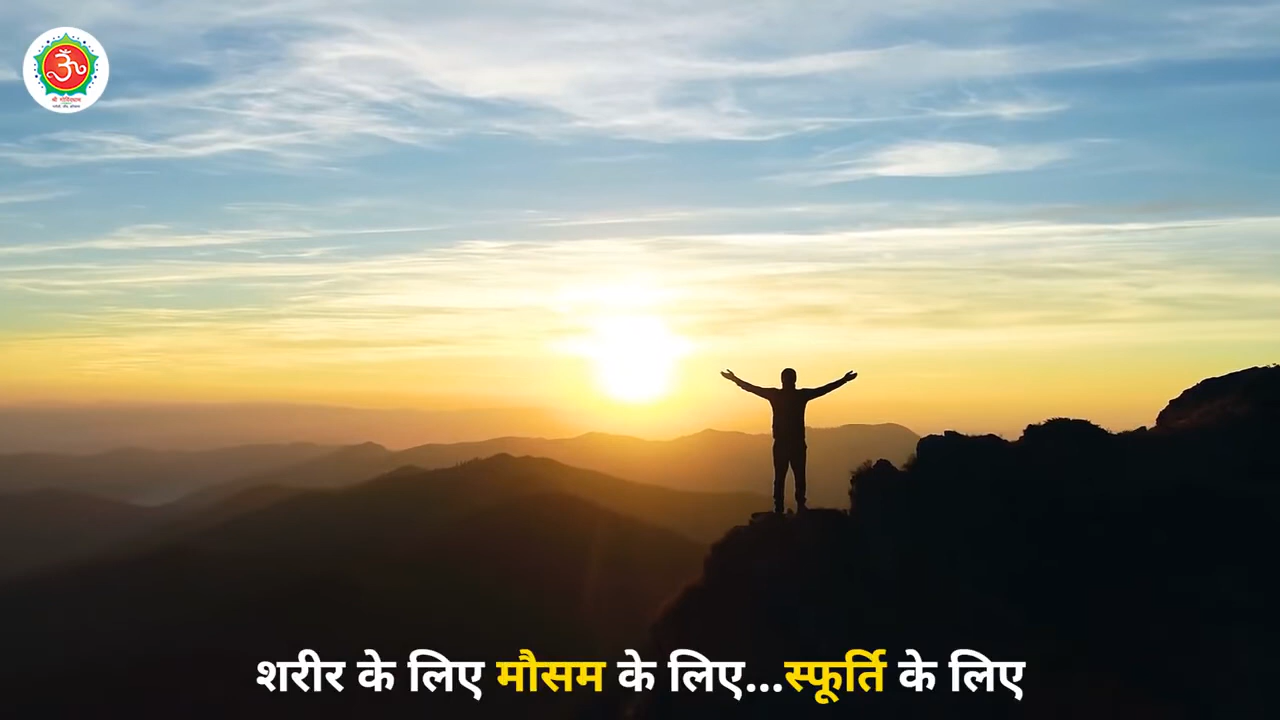 ॐ
शरीर के लिए मौसम के लिए...स्फूर्ति के लिए